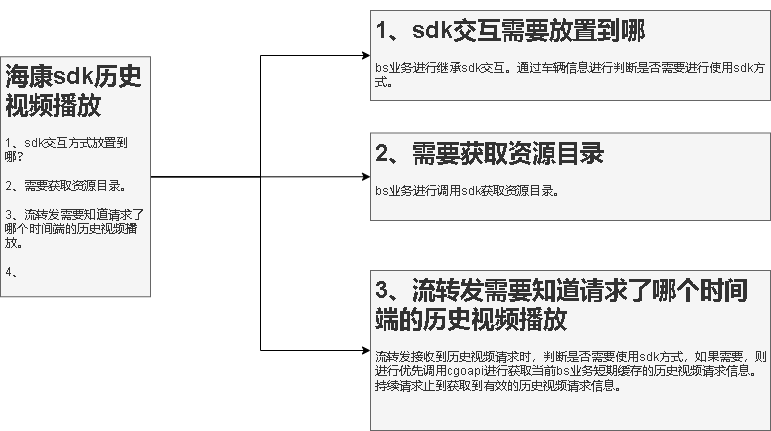 海康sdk历史
视频播放
1、sdk交互方式放置到
哪?
2、需要获取资源目录。
3、流转发需要知道请求了
哪个时间端的历史视频播
放。
4、
1、sdk交互需要放置到哪
bs业务进行继承sdk交互。通过车辆信息进行判断是否需要进行使用sdk方
式。
2、需要获取资源目录
bs业务进行调用sdk获取资源目录。
3、流转发需要知道请求了哪个时间
端的历史视频播放
流转发接收到历史视频请求时，判断是否需要使用sdk方式，如果需要，则
进行优先调用cgoapi进行获取当前bs业务短期缓存的历史视频请求信息。
持续请求止到获取到有效的历史视频请求信息。